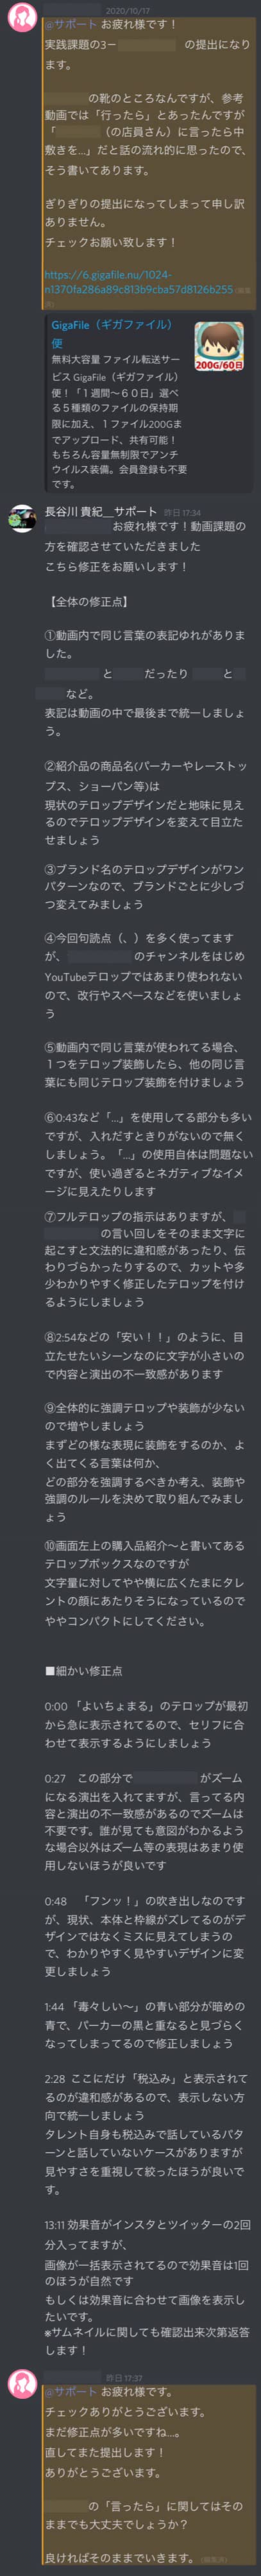 2020/10/17
@サポート お疲れ様です！
実践課題の3ー の提出になり
ます。
の靴のところなんですが、参考
動画では「行ったら」とあったんですが
「 （の店員さん）に言ったら中
敷きを...」だと話の流れ的に思ったので、
そう書いてあります。
ぎりぎりの提出になってしまって申し訳
ありません。
チェックお願い致します！
https://6.gigafile.nu/1024-
n1370fa286a89c813b9cba57d8126b255 (編集
済)
GigaFile（ギガファイル）
便
無料大容量 ファイル転送サー
ビス GigaFile（ギガファイル）
便！「１週間～６０日」選べ
る５種類のファイルの保持期
限に加え、１ファイル200Gま
でアップロード、共有可能！
もちろん容量無制限でアンチ
ウイルス装備。会員登録も不要
です。
200G/60日
長谷川 貴紀__サポート 昨日 17:34
お疲れ様です！動画課題の
方を確認させていただきました
こちら修正をお願いします！
【全体の修正点】
①動画内で同じ言葉の表記ゆれがありま
した。
と だったり と
など。
表記は動画の中で最後まで統一しましょ
う。
②紹介品の商品名(パーカーやレーストッ
プス、ショーパン等)は
現状のテロップデザインだと地味に見え
るのでテロップデザインを変えて目立た
せましょう
③ブランド名のテロップデザインがワン
パターンなので、ブランドごとに少しづ
つ変えてみましょう
④今回句読点（、）を多く使ってます
が、 のチャンネルをはじめ
YouTubeテロップではあまり使われない
ので、改行やスペースなどを使いましょ
う
⑤動画内で同じ言葉が使われてる場合、
１つをテロップ装飾したら、他の同じ言
葉にも同じテロップ装飾を付けましょう
⑥0:43など「...」を使用してる部分も多い
ですが、入れだすときりがないので無く
しましょう。「...」の使用自体は問題ない
ですが、使い過ぎるとネガティブなイメ
ージに見えたりします
⑦フルテロップの指示はありますが、
の言い回しをそのまま文字に
起こすと文法的に違和感があったり、伝
わりづらかったりするので、カットや多
少わかりやすく修正したテロップを付け
るようにしましょう
⑧2:54などの「安い！！」のように、目
立たせたいシーンなのに文字が小さいの
で内容と演出の不一致感があります
⑨全体的に強調テロップや装飾が少ない
ので増やしましょう
まずどの様な表現に装飾をするのか、よ
く出てくる言葉は何か、
どの部分を強調するべきか考え、装飾や
強調のルールを決めて取り組んでみまし
ょう
⑩画面左上の購入品紹介～と書いてある
テロップボックスなのですが
文字量に対してやや横に広くたまにタレ
ントの顔にあたりそうになっているので
ややコンパクトにしてください。
■細かい修正点
0:00 「よいちょまる」のテロップが最初
から急に表示されてるので、セリフに合
わせて表示するようにしましょう
0:27 この部分で がズーム
になる演出を入れてますが、言ってる内
容と演出の不一致感があるのでズームは
不要です。誰が見ても意図がわかるよう
な場合以外はズーム等の表現はあまり使
用しないほうが良いです
0:48 「フンッ！」の吹き出しなのです
が、現状、本体と枠線がズレてるのがデ
ザインではなくミスに見えてしまうの
で、わかりやすく見やすいデザインに変
更しましょう
1:44 「毒々しい～」の青い部分が暗めの
青で、パーカーの黒と重なると見づらく
なってしまってるので修正しましょう
2:28 ここにだけ「税込み」と表示されて
るのが違和感があるので、表示しない方
向で統一しましょう
タレント自身も税込みで話しているパタ
ーンと話していないケースがありますが
見やすさを重視して絞ったほうが良いで
す。
13:11 効果音がインスタとツイッターの2回
分入ってますが、
画像が一括表示されてるので効果音は1回
のほうが自然です
もしくは効果音に合わせて画像を表示し
たいです。
※サムネイルに関しても確認出来次第返答
します！
昨日 17:37
@サポート お疲れ様です。
チェックありがとうございます。
まだ修正点が多いですね...。
直してまた提出します！
ありがとうございます。
の「言ったら」に関してはその
ままでも大丈夫でしょうか？
良ければそのままでいきます。 (編集済)